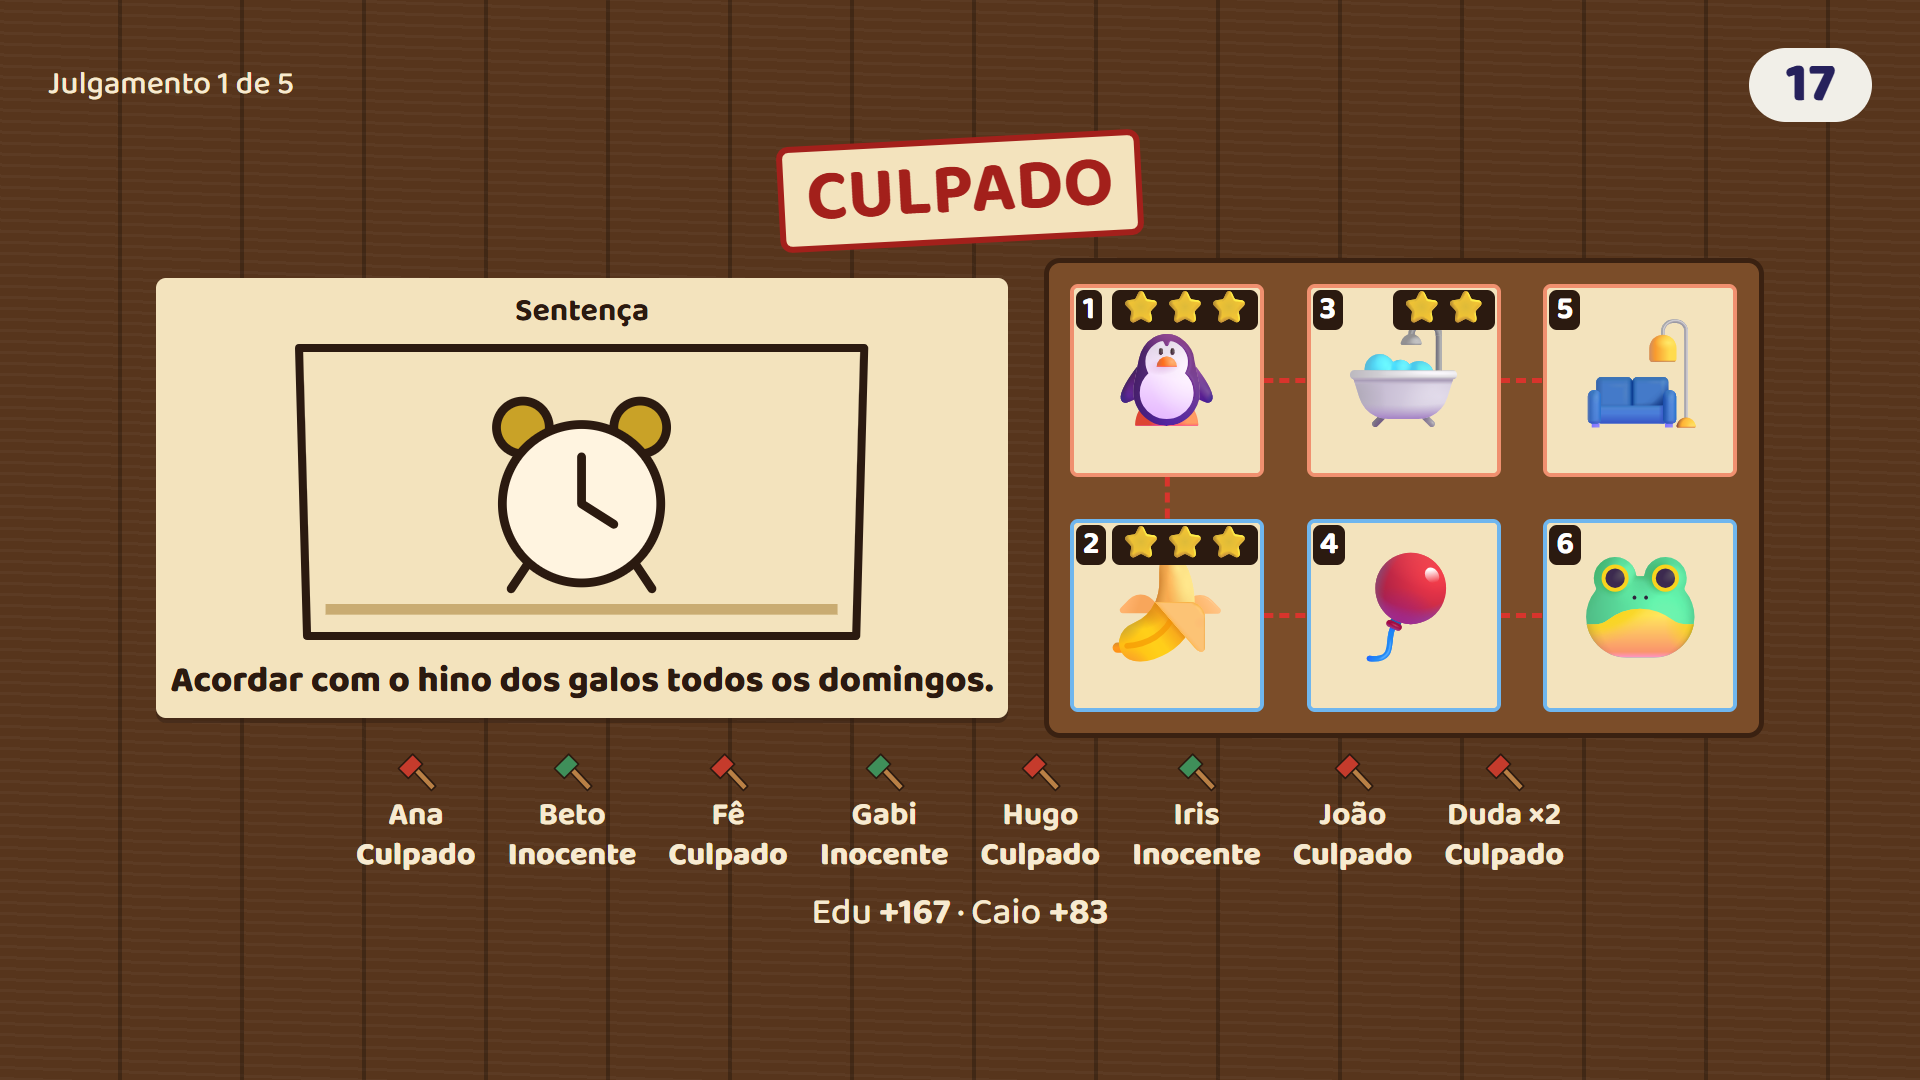 Julgamento 1 de 5
17
CULPADO
Sentença
Acordar com o hino dos galos todos os domingos.
1
3
5
2
4
6
Ana
Culpado
Beto
Inocente
Fê
Culpado
Gabi
Inocente
Hugo
Culpado
Iris
Inocente
João
Culpado
Duda ×2
Culpado
Edu +167 · Caio +83